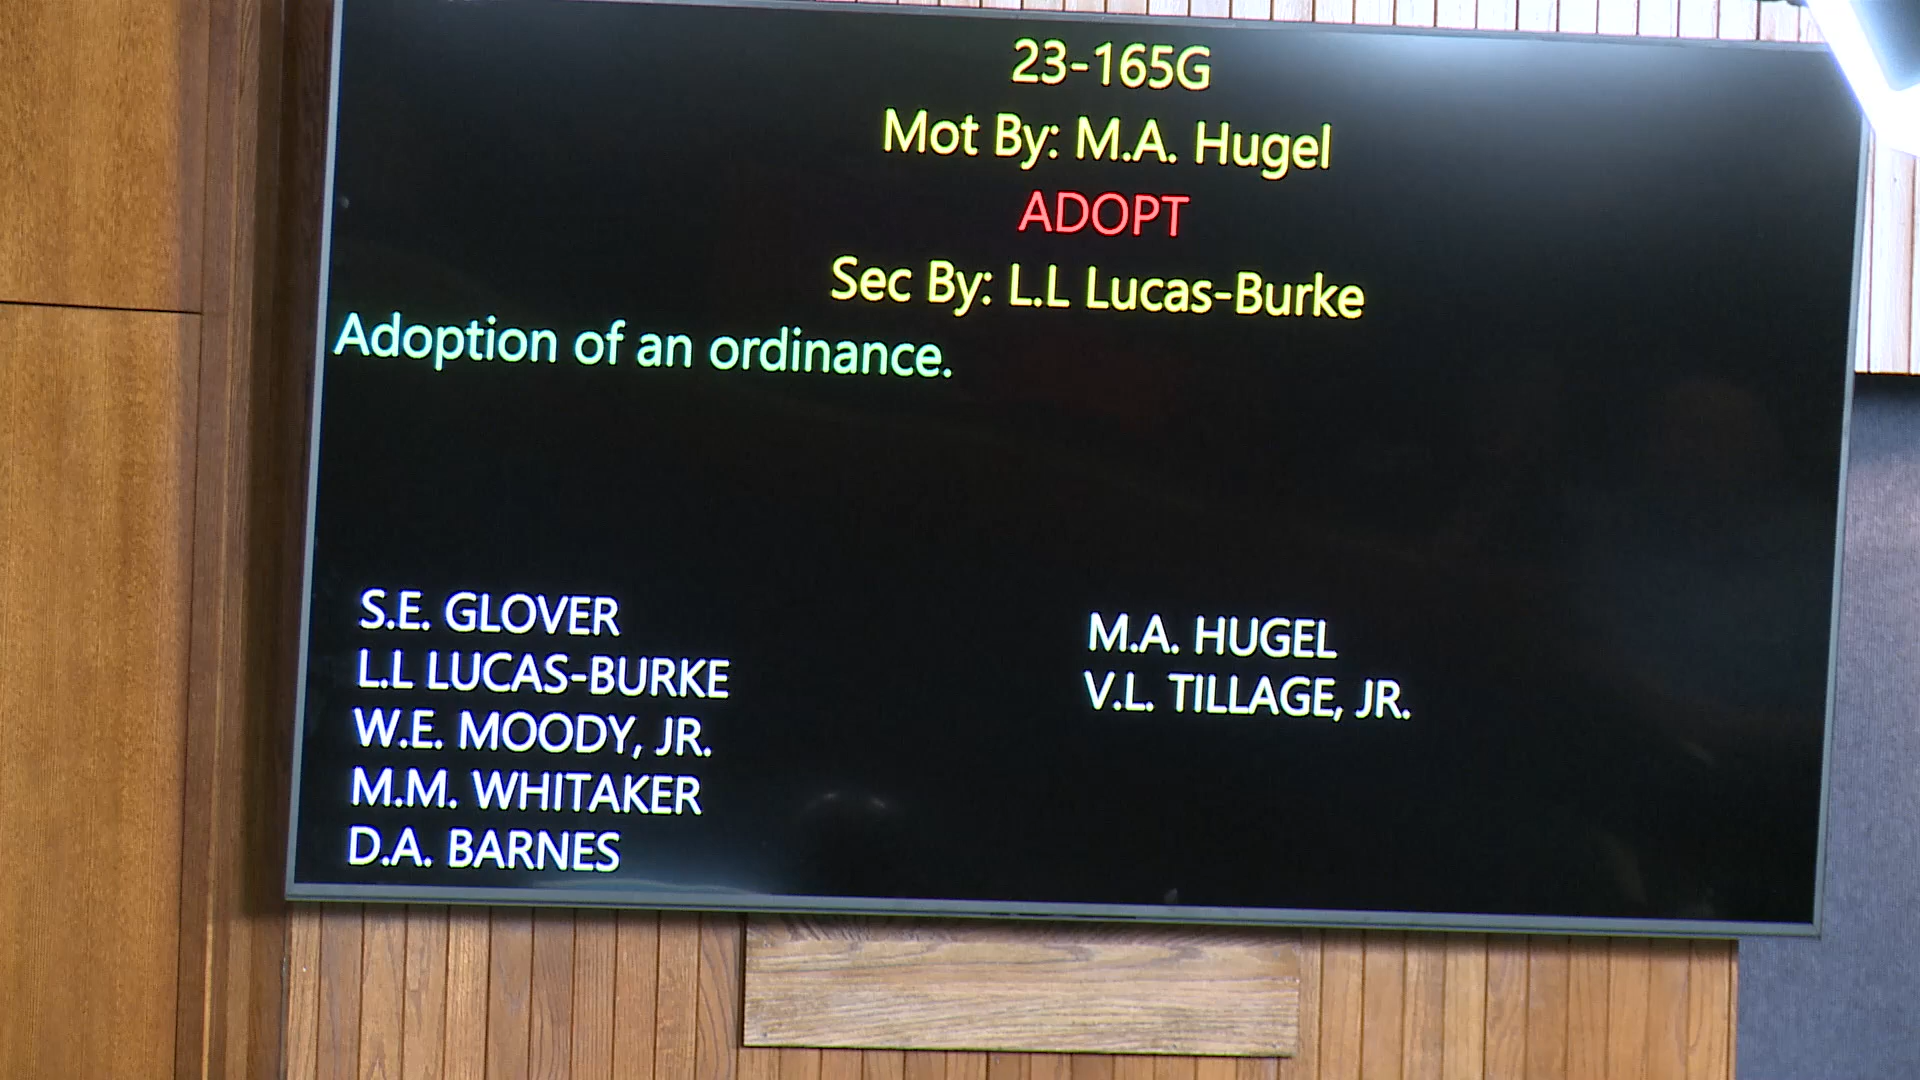 23-165G
Mot By: M.A. Hugel
ADOPT
Sec By: L.L Lucas-Burke
Adoption of an ordinance.
S.E. GLOVER
L.L LUCAS-BURKE
W.E. MOODY, JR.
M.M. WHITAKER
D.A. BARNES
M.A. HUGEL
V.L. TILLAGE, JR.